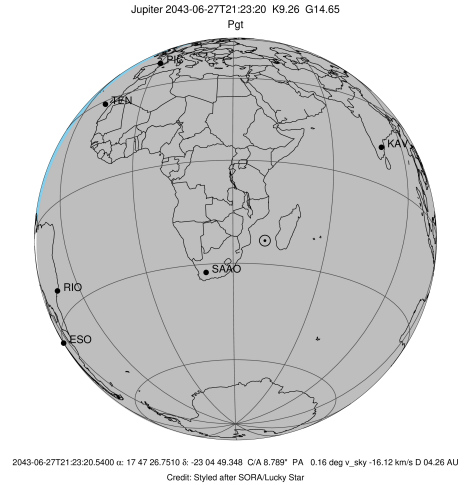 Jupiter 2043-06-27T21:23:20 K9.26 G14.65
Pgt
PIC
TEN
KAV
SAAO
RIO
ESO
2043-06-27T21:23:20.5400 α: 17 47 26.7510 δ: -23 04 49.348 C/A 8.789" PA 0.16 deg v_sky -16.12 km/s D 04.26 AU
Credit: Styled after SORA/Lucky Star